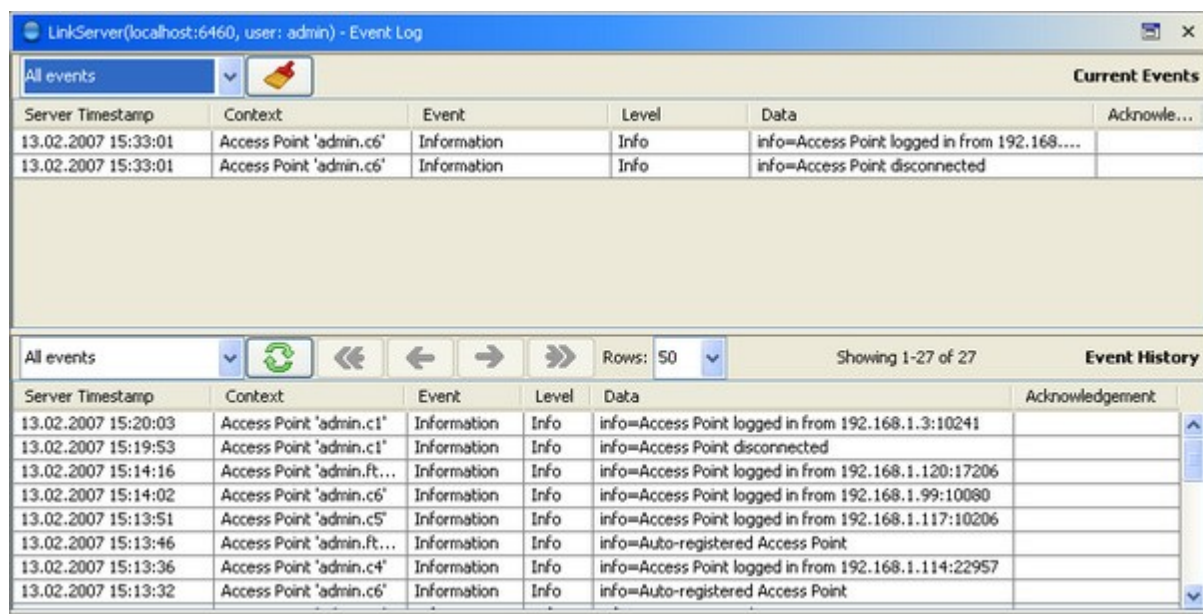 LinkServer(localhost:6460, user: admin) - Event Log
All events Current Events
Server Timestamp Context Event Level Data Acknowle...
13.02.2007 15:33:01 Access Point 'admin.c6' Information Info info=Access Point logged in from 192.168....
13.02.2007 15:33:01 Access Point 'admin.c6' Information Info info=Access Point disconnected
All events Rows: 50 Showing 1-27 of 27 Event History
Server Timestamp Context Event Level Data Acknowledgement
13.02.2007 15:20:03 Access Point 'admin.c1' Information Info info=Access Point logged in from 192.168.1.3:10241
13.02.2007 15:19:53 Access Point 'admin.c1' Information Info info=Access Point disconnected
13.02.2007 15:14:16 Access Point 'admin.ft... Information Info info=Access Point logged in from 192.168.1.120:17206
13.02.2007 15:14:02 Access Point 'admin.c6' Information Info info=Access Point logged in from 192.168.1.99:10080
13.02.2007 15:13:51 Access Point 'admin.c5' Information Info info=Access Point logged in from 192.168.1.117:10206
13.02.2007 15:13:46 Access Point 'admin.ft... Information Info info=Auto-registered Access Point
13.02.2007 15:13:36 Access Point 'admin.c4' Information Info info=Access Point logged in from 192.168.1.114:22957
13.02.2007 15:13:32 Access Point 'admin.c6' Information Info info=Auto-registered Access Point